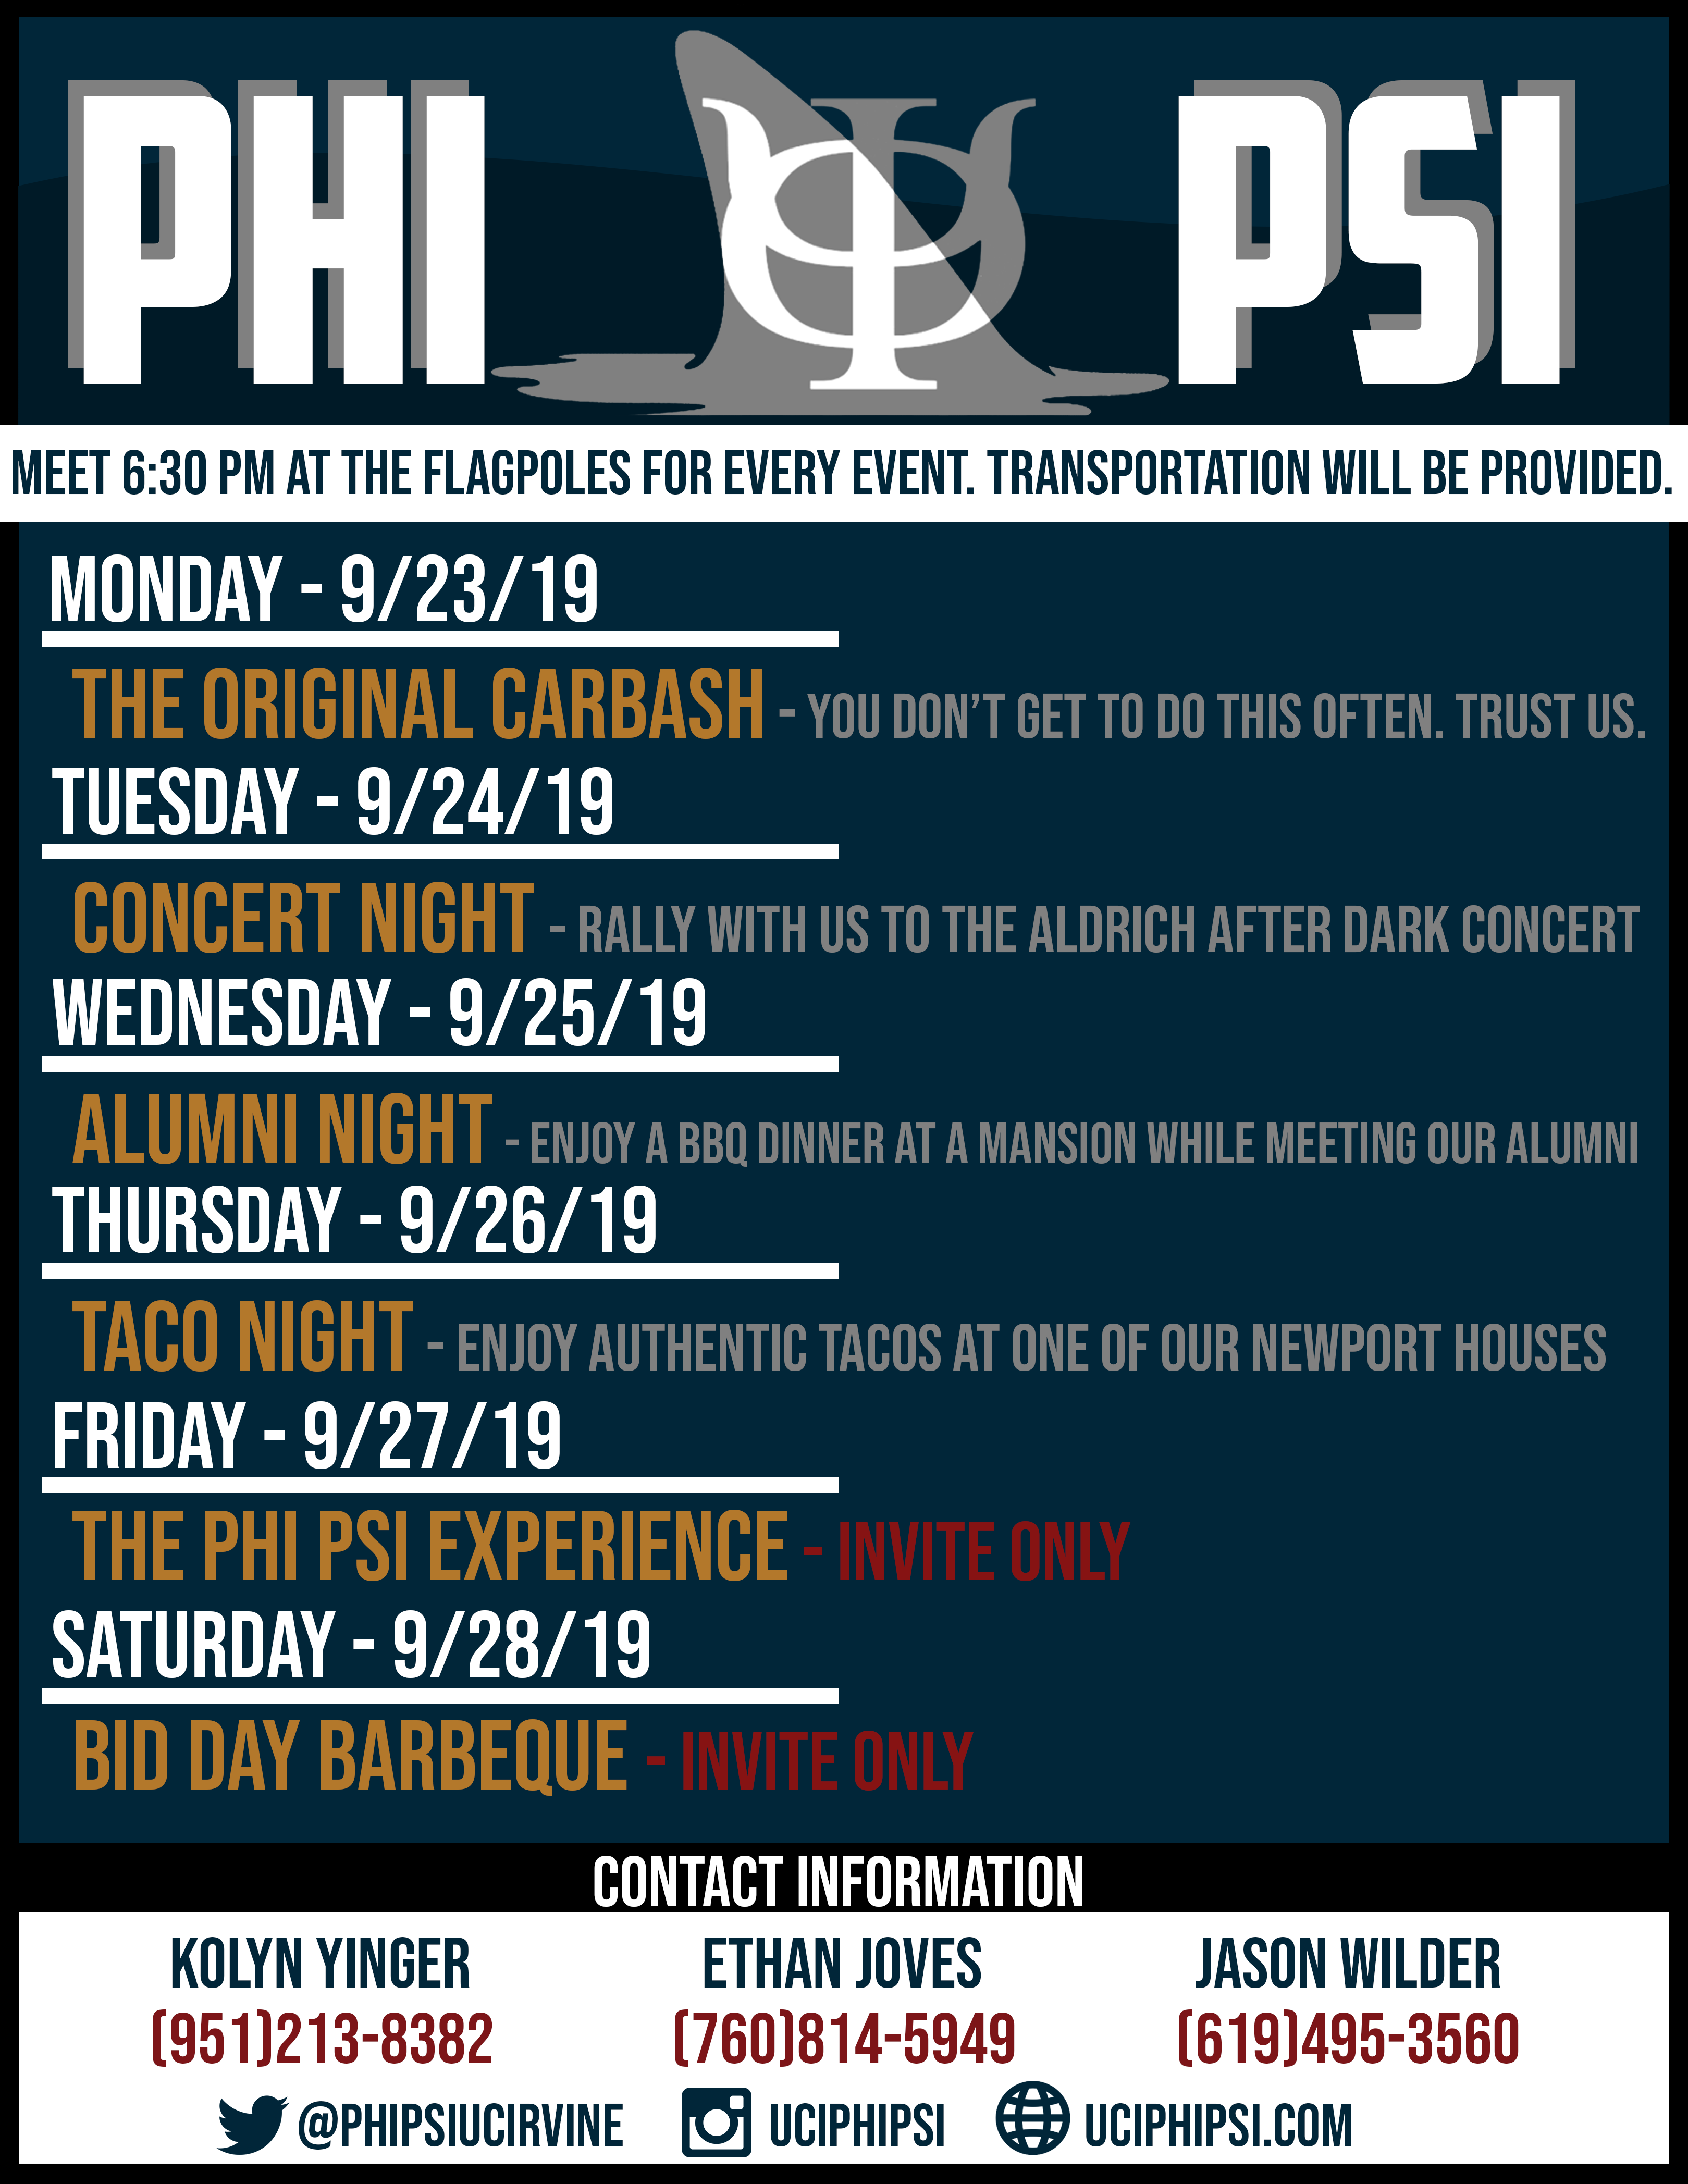 PHI ΦΨ PSI
MEET 6:30 PM AT THE FLAGPOLES FOR EVERY EVENT. TRANSPORTATION WILL BE PROVIDED.
MONDAY - 9/23/19
THE ORIGINAL CARBASH - YOU DON'T GET TO DO THIS OFTEN. TRUST US.
TUESDAY - 9/24/19
CONCERT NIGHT - RALLY WITH US TO THE ALDRICH AFTER DARK CONCERT
WEDNESDAY - 9/25/19
ALUMNI NIGHT - ENJOY A BBQ DINNER AT A MANSION WHILE MEETING OUR ALUMNI
THURSDAY - 9/26/19
TACO NIGHT - ENJOY AUTHENTIC TACOS AT ONE OF OUR NEWPORT HOUSES
FRIDAY - 9/27/19
THE PHI PSI EXPERIENCE - INVITE ONLY
SATURDAY - 9/28/19
BID DAY BARBEQUE - INVITE ONLY
CONTACT INFORMATION
KOLYN YINGER ETHAN JOVES JASON WILDER
(951)213-8382 (760)814-5949 (619)495-3560
@PHIPSIUCIRVINE UCIPHIPSI UCIPHIPSI.COM